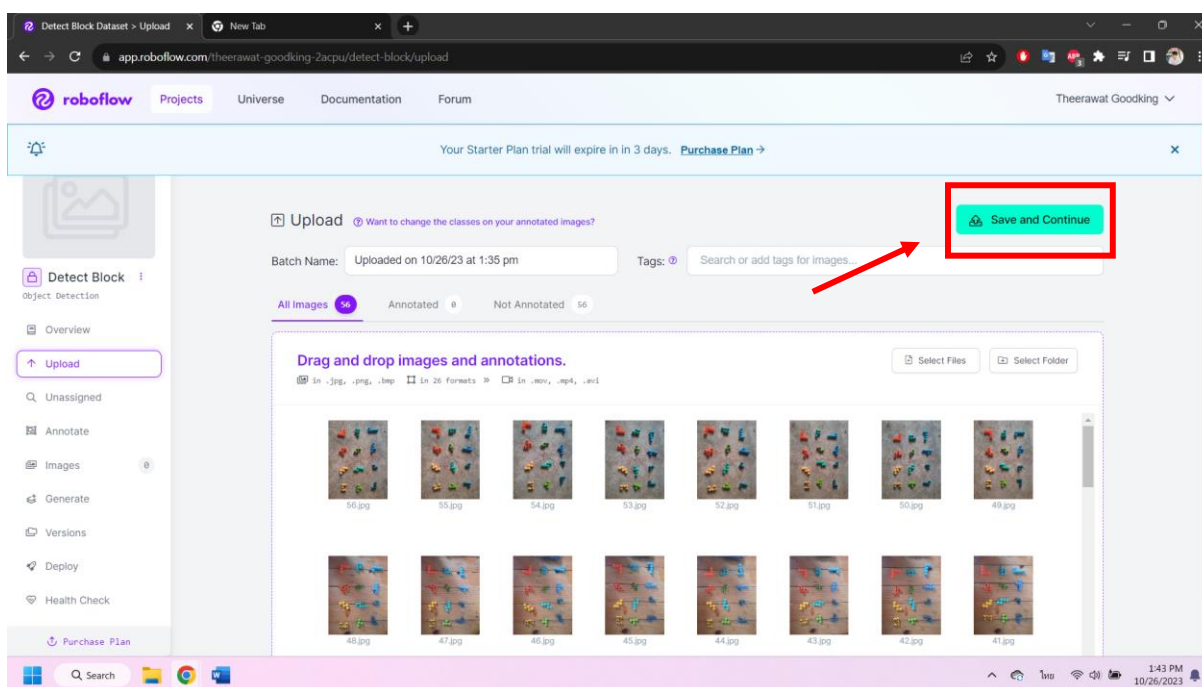 Detect Block Dataset > Upload
New Tab
app.roboflow.com/theerawat-goodking-2acpu/detect-block/upload
roboflow Projects Universe Documentation Forum Theerawat Goodking
Your Starter Plan trial will expire in in 3 days. Purchase Plan →
Upload Want to change the classes on your annotated images? Save and Continue
Batch Name: Uploaded on 10/26/23 at 1:35 pm Tags: Search or add tags for images...
Detect Block
Object Detection
All Images 56 Annotated 0 Not Annotated 56
Overview
Upload
Unassigned
Annotate
Images 0
Generate
Versions
Deploy
Health Check
Purchase Plan
Drag and drop images and annotations. Select Files Select Folder
in .jpg, .png, .bmp in 26 formats » in .mov, .mp4, .avi
56.jpg 55.jpg 54.jpg 53.jpg 52.jpg 51.jpg 50.jpg 49.jpg
48.jpg 47.jpg 46.jpg 45.jpg 44.jpg 43.jpg 42.jpg 41.jpg
Search ไทย 1:43 PM
10/26/2023